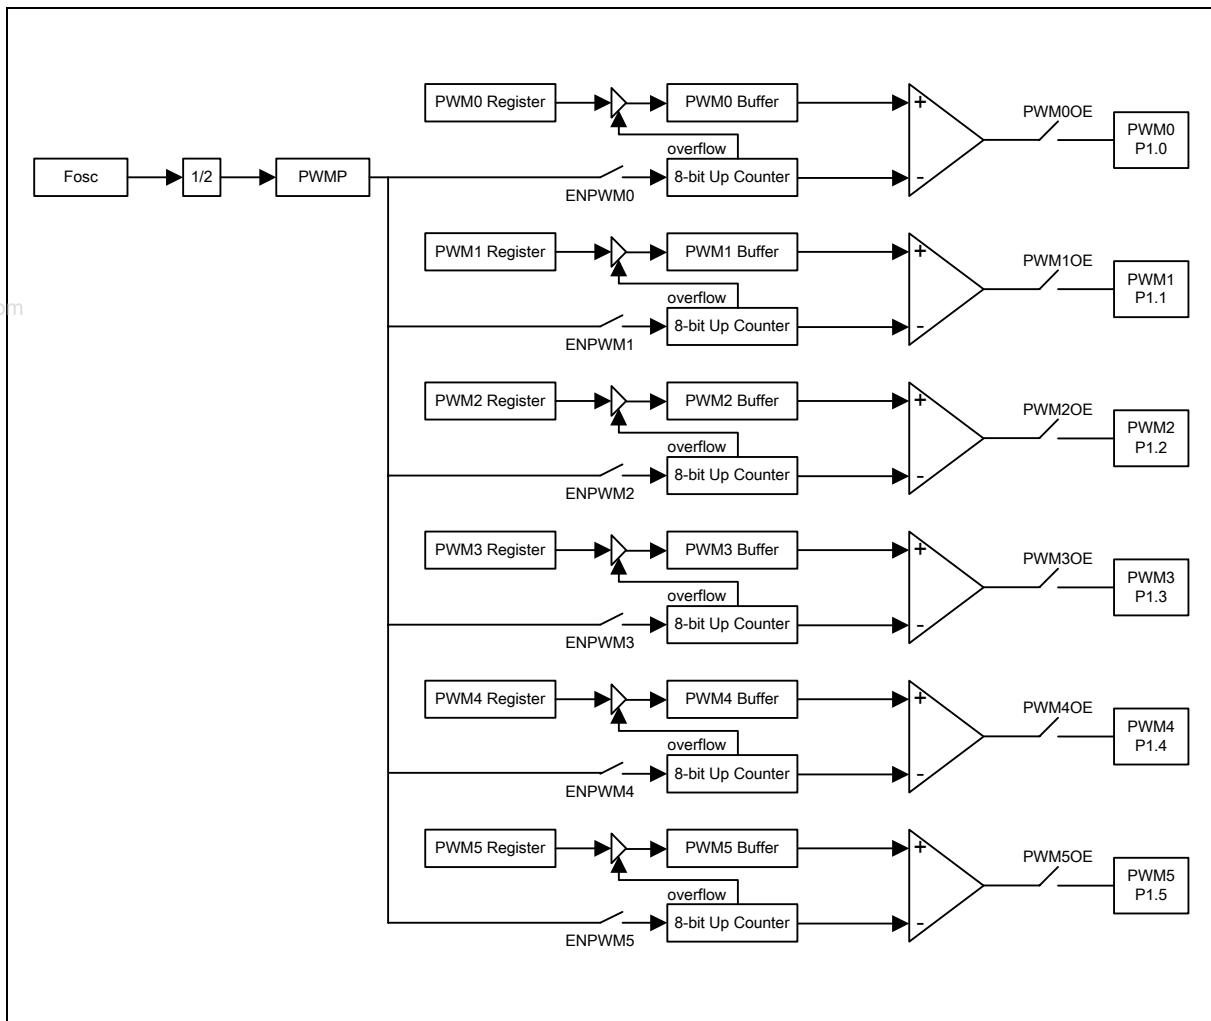 PWM0 Register
PWM0 Buffer
+
PWM0OE
PWM0
P1.0
overflow
Fosc
1/2
PWMP
ENPWM0
8-bit Up Counter
-
PWM1 Register
PWM1 Buffer
+
PWM1OE
PWM1
P1.1
overflow
ENPWM1
8-bit Up Counter
-
om
PWM2 Register
PWM2 Buffer
+
PWM2OE
PWM2
P1.2
overflow
ENPWM2
8-bit Up Counter
-
PWM3 Register
PWM3 Buffer
+
PWM3OE
PWM3
P1.3
overflow
ENPWM3
8-bit Up Counter
-
PWM4 Register
PWM4 Buffer
+
PWM4OE
PWM4
P1.4
overflow
ENPWM4
8-bit Up Counter
-
PWM5 Register
PWM5 Buffer
+
PWM5OE
PWM5
P1.5
overflow
ENPWM5
8-bit Up Counter
-